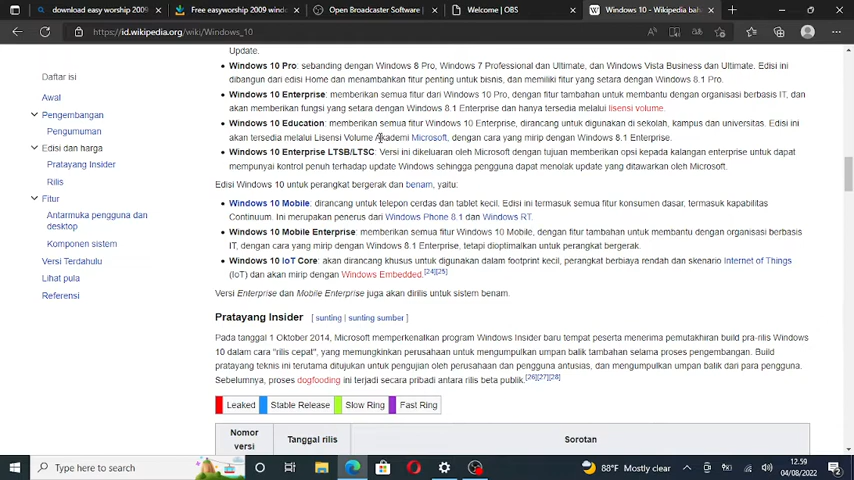 download easy worship 2009
Free easyworship 2009 wind
Open Broadcaster Software |
Welcome | OBS
Windows 10 - Wikipedia bah
https://id.wikipedia.org/wiki/Windows_10
Daftar isi
Awal
Pengembangan
Pengumuman
Edisi dan harga
Pratayang Insider
Rilis
Fitur
Antarmuka pengguna dan
desktop
Komponen sistem
Versi Terdahulu
Lihat pula
Referensi
Update.
Windows 10 Pro: sebanding dengan Windows 8 Pro, Windows 7 Professional dan Ultimate, dan Windows Vista Business dan Ultimate. Edisi ini
dibangun dari edisi Home dan menambahkan fitur penting untuk bisnis, dan memiliki fitur yang setara dengan Windows 8.1 Pro.
Windows 10 Enterprise: memberikan semua fitur dari Windows 10 Pro, dengan fitur tambahan untuk membantu dengan organisasi berbasis IT, dan
akan memberikan fungsi yang setara dengan Windows 8.1 Enterprise dan hanya tersedia melalui lisensi volume.
Windows 10 Education: memberikan semua fitur Windows 10 Enterprise, dirancang untuk digunakan di sekolah, kampus dan universitas. Edisi ini
akan tersedia melalui Lisensi Volume Akademi Microsoft, dengan cara yang mirip dengan Windows 8.1 Enterprise.
Windows 10 Enterprise LTSB/LTSC: Versi ini dikeluaran oleh Microsoft dengan tujuan memberikan opsi kepada kalangan enterprise untuk dapat
mempunyai kontrol penuh terhadap update Windows sehingga pengguna dapat menolak update yang ditawarkan oleh Microsoft.
Edisi Windows 10 untuk perangkat bergerak dan benam, yaitu:
Windows 10 Mobile: dirancang untuk telepon cerdas dan tablet kecil. Edisi ini termasuk semua fitur konsumen dasar, termasuk kapabilitas
Continuum. Ini merupakan penerus dari Windows Phone 8.1 dan Windows RT.
Windows 10 Mobile Enterprise: memberikan semua fitur Windows 10 Mobile, dengan fitur tambahan untuk membantu dengan organisasi berbasis
IT, dengan cara yang mirip dengan Windows 8.1 Enterprise, tetapi dioptimalkan untuk perangkat bergerak.
Windows 10 IoT Core: akan dirancang khusus untuk digunakan dalam footprint kecil, perangkat berbiaya rendah dan skenario Internet of Things
(IoT) dan akan mirip dengan Windows Embedded.[24][25]
Versi Enterprise dan Mobile Enterprise juga akan dirilis untuk sistem benam.
Pratayang Insider [ sunting | sunting sumber ]
Pada tanggal 1 Oktober 2014, Microsoft memperkenalkan program Windows Insider baru tempat peserta menerima pemutakhiran build pra-rilis Windows
10 dalam cara "rilis cepat", yang memungkinkan perusahaan untuk mengumpulkan umpan balik tambahan selama proses pengembangan. Build
pratayang teknis ini terutama ditujukan untuk pengujian oleh perusahaan dan pengguna antusias, dan mengumpulkan umpan balik dari para pengguna.
Sebelumnya, proses dogfooding ini terjadi secara pribadi antara rilis beta publik.[26][27][28]
Leaked Stable Release Slow Ring Fast Ring
Nomor
versi
Tanggal rilis
Sorotan
Type here to search
88°F Mostly clear
12.59
04/08/2022